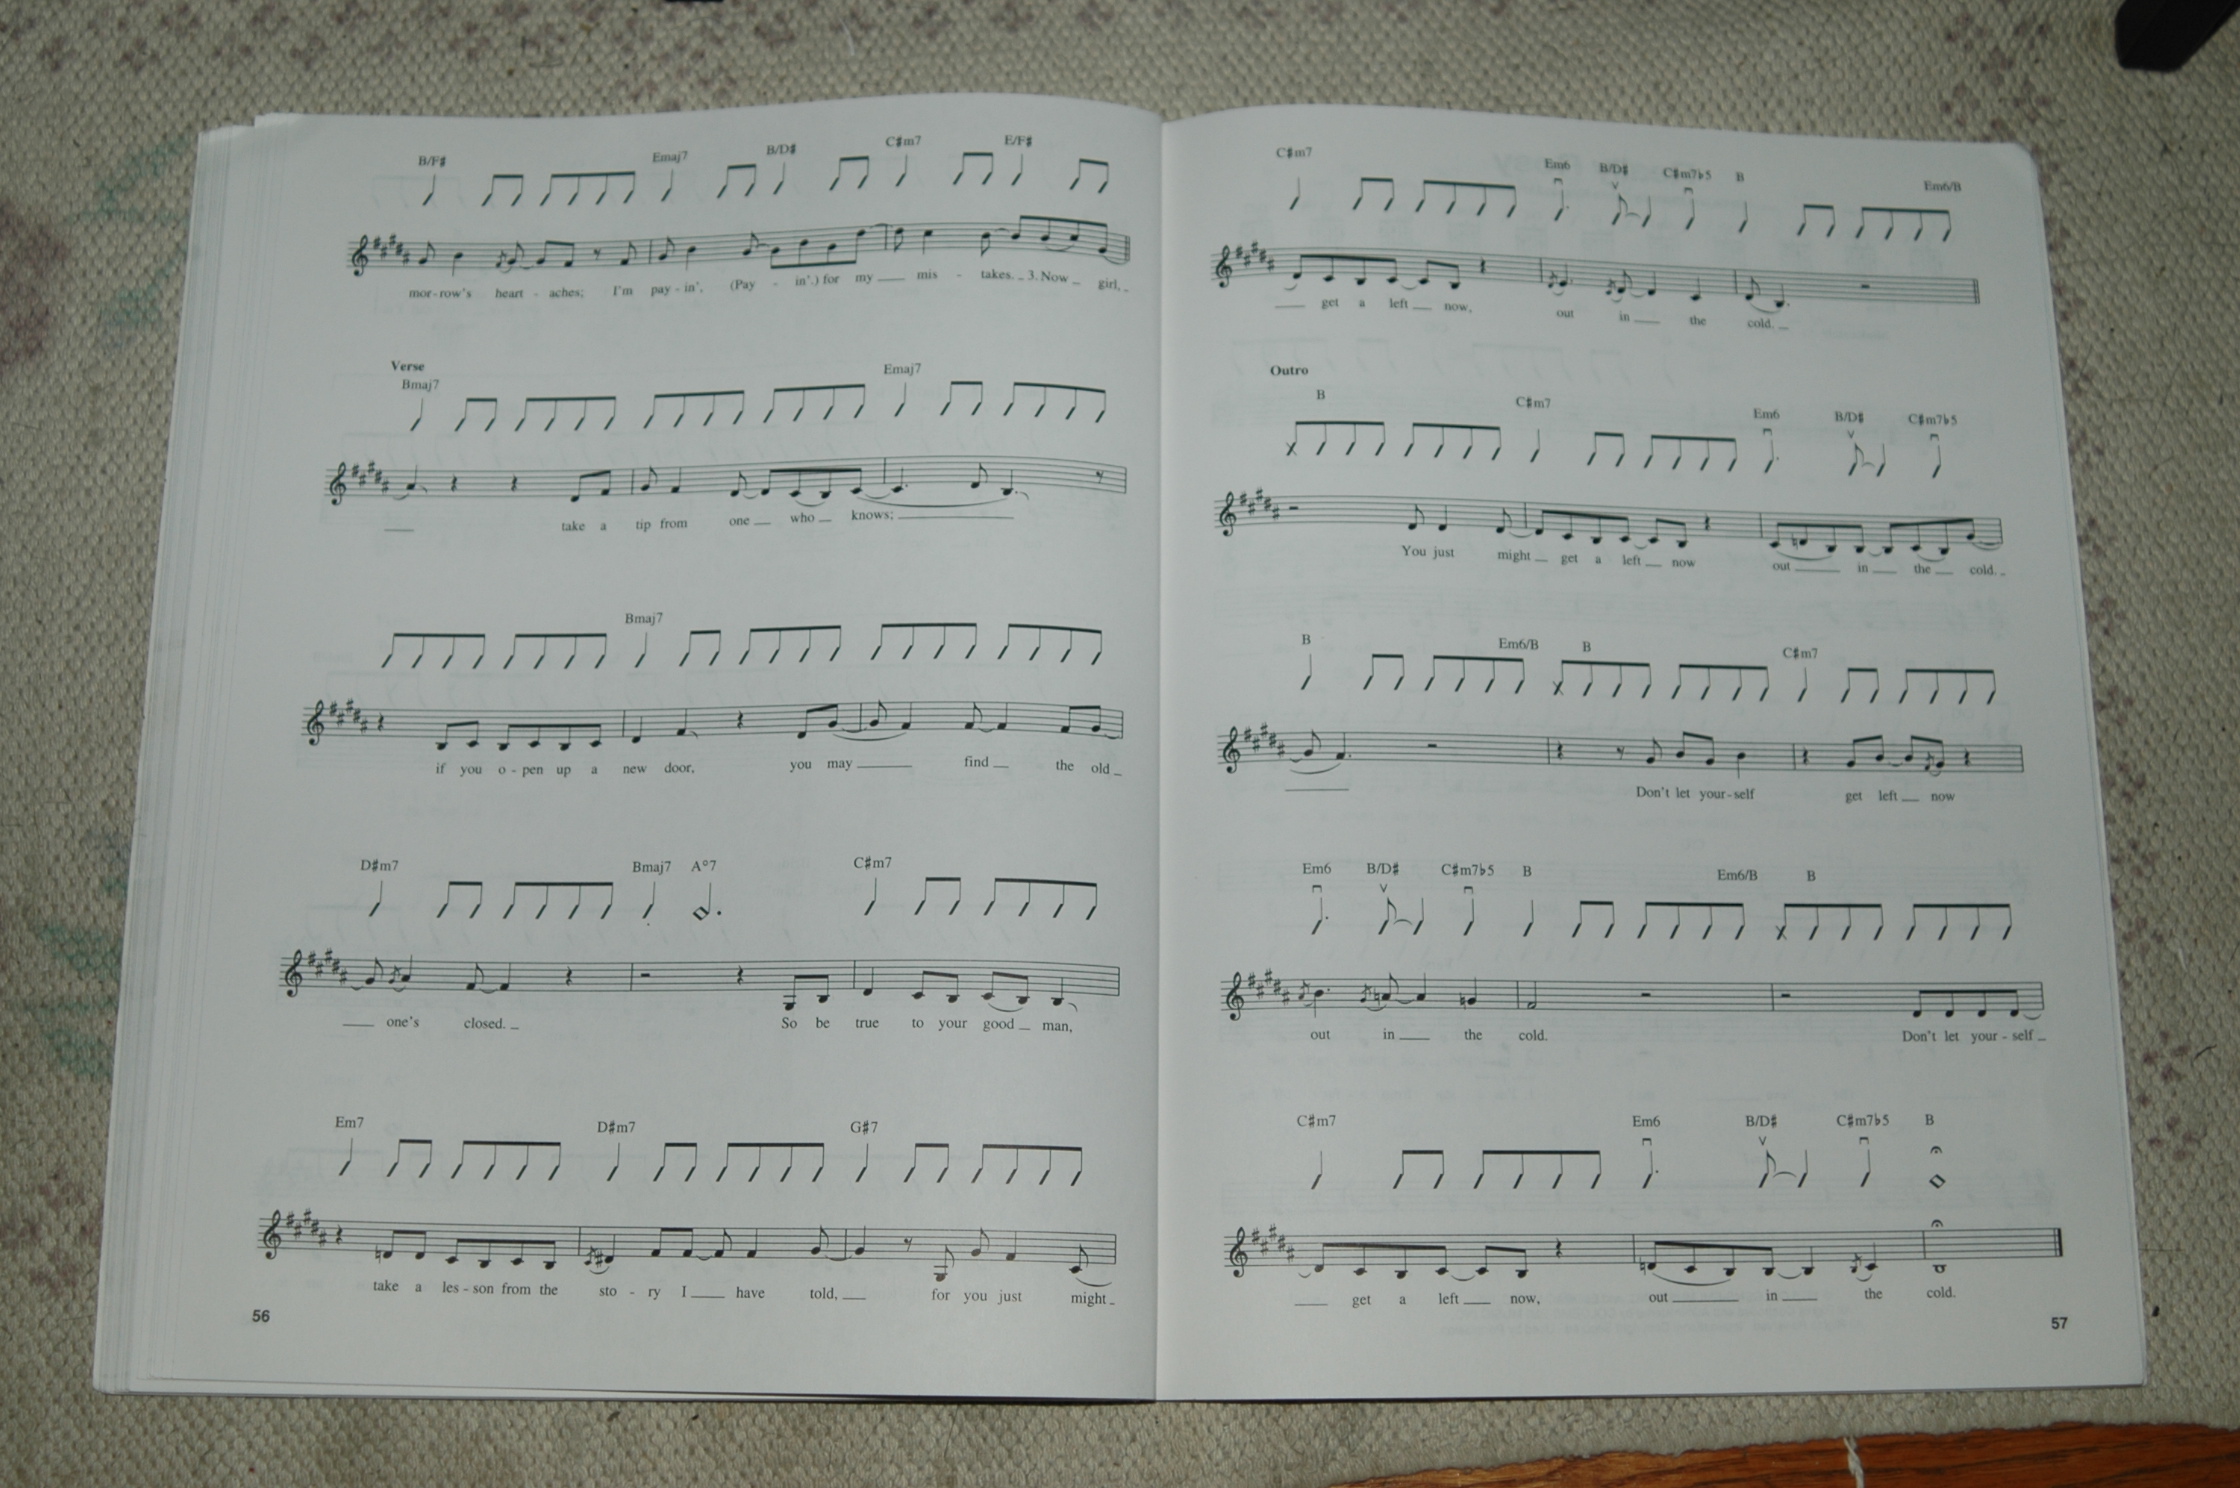 B/F♯ Emaj7 B/D♯ C♯m7 E/F♯
mor-row's heart - aches; I'm pay - in', (Pay - in'.) for my mis - takes. 3. Now girl,
Verse
Bmaj7 Emaj7
take a tip from one who knows;
Bmaj7
if you o - pen up a new door, you may find the old
D♯m7 Bmaj7 A°7 C♯m7
one's closed. So be true to your good man,
Em7 D♯m7 G♯7
take a les - son from the sto - ry I have told, for you just might
56
C♯m7 Em6 B/D♯ C♯m7♭5 B Em6/B
get a left now, out in the cold.
Outro
B C♯m7 Em6 B/D♯ C♯m7♭5
You just might get a left now out in the cold.
B Em6/B B C♯m7
Don't let your-self get left now
Em6 B/D♯ C♯m7♭5 B Em6/B B
out in the cold. Don't let your - self
C♯m7 Em6 B/D♯ C♯m7♭5 B
get a left now, out in the cold.
57